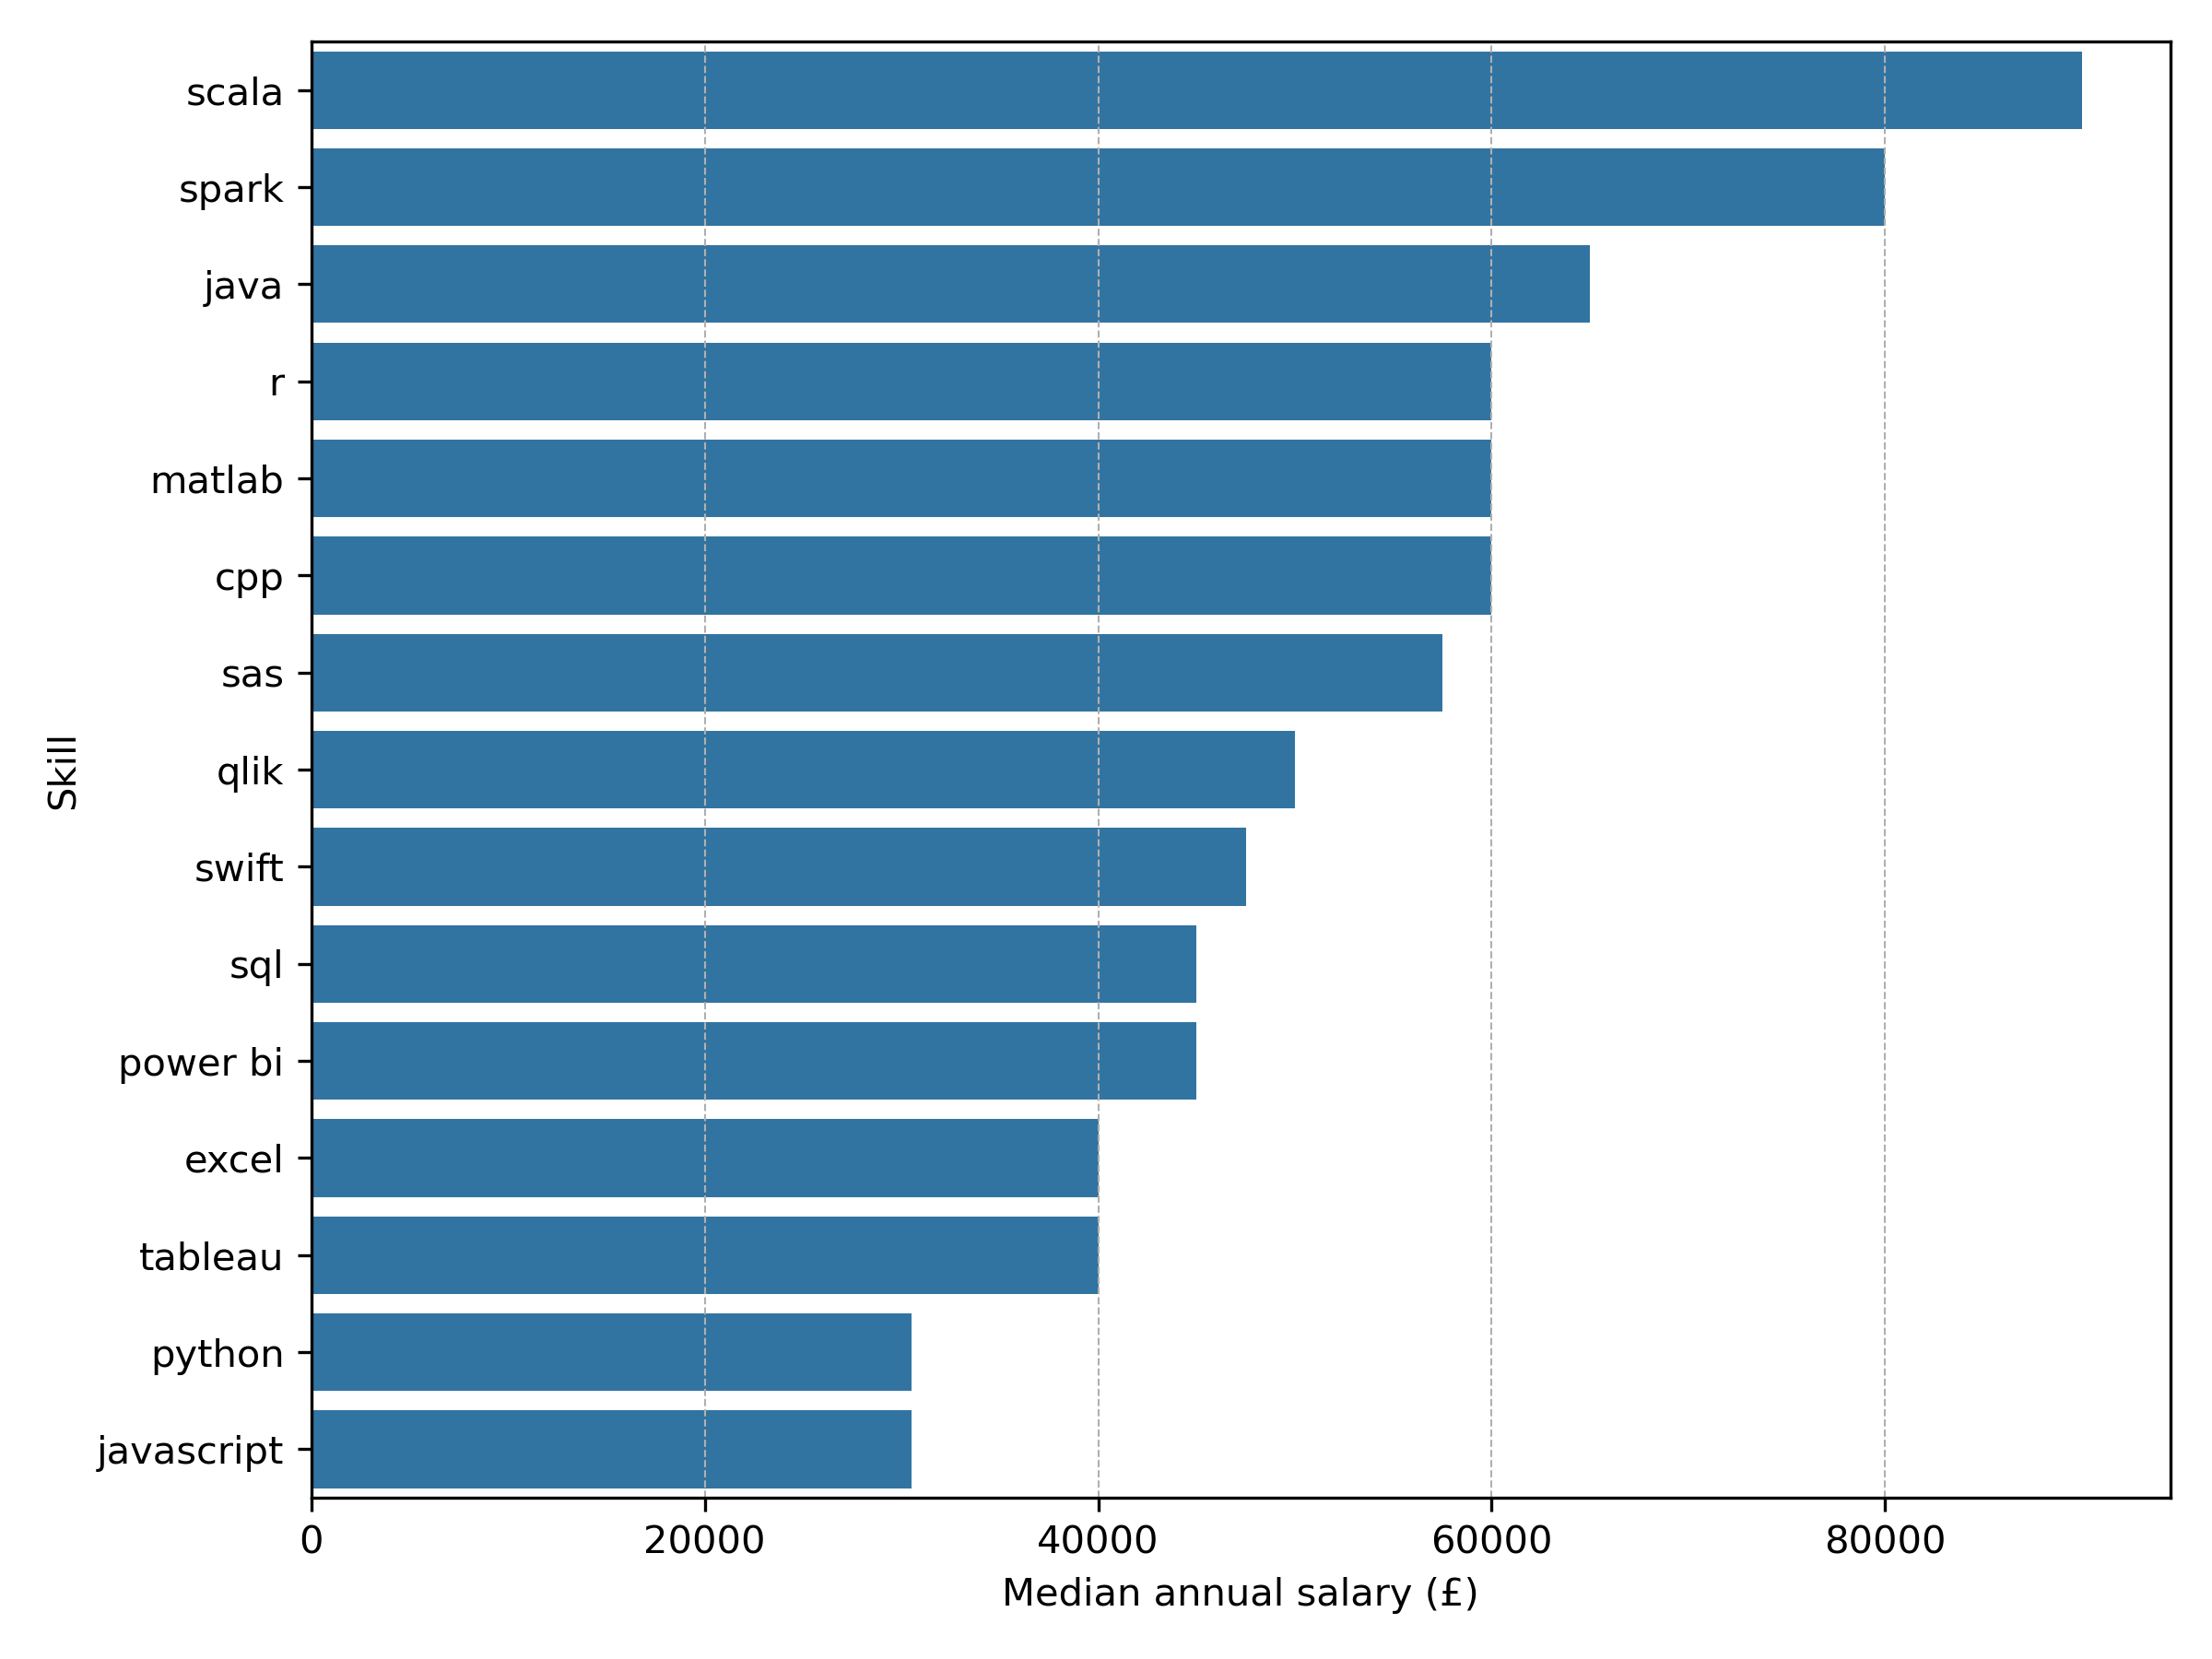 scala
spark
java
r
matlab
cpp
sas
qlik
swift
sql
power bi
excel
tableau
python
javascript
Skill
0 20000 40000 60000 80000
Median annual salary (£)